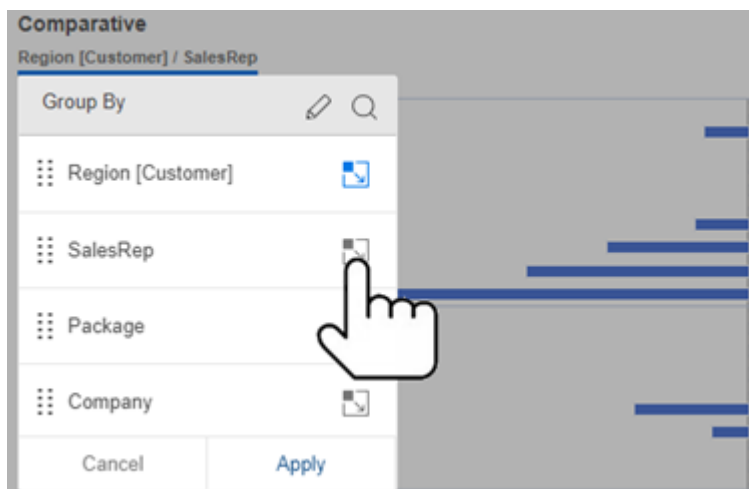 Comparative
Region [Customer] / SalesRep
Group By
Region [Customer]
SalesRep
Package
Company
Cancel
Apply